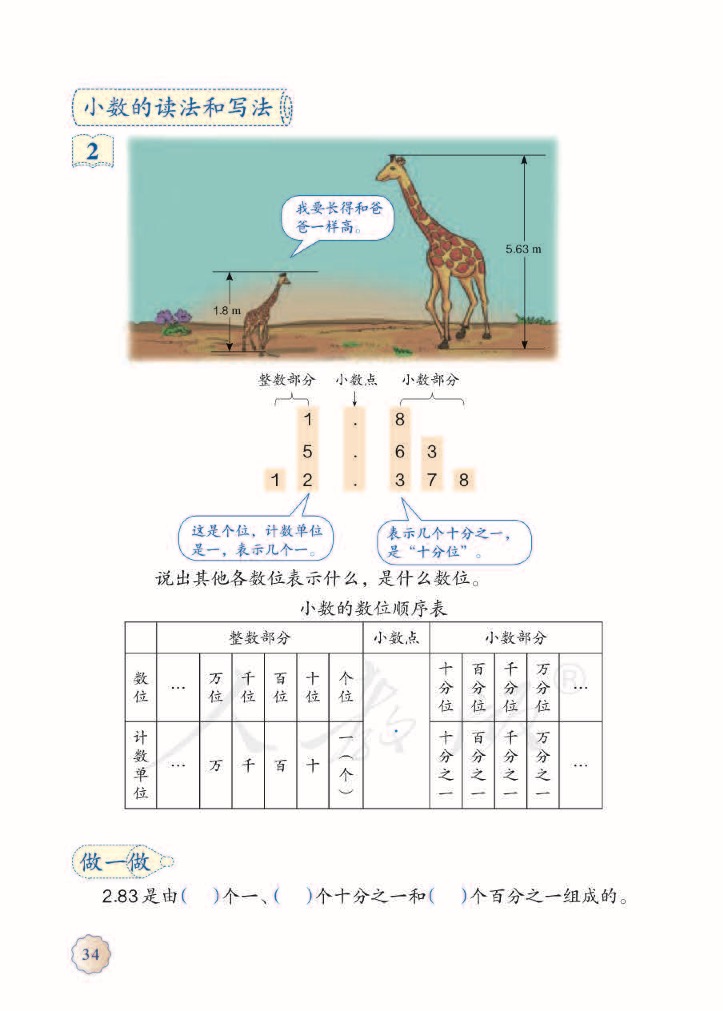 小数的读法和写法
2
我要长得和爸
爸一样高。
5.63 m
1.8 m
整数部分 小数点 小数部分
1 . 8
5 . 6 3
1 2 . 3 7 8
这是个位，计数单位
是一，表示几个一。
表示几个十分之一，
是“十分位”。
说出其他各数位表示什么，是什么数位。
小数的数位顺序表
整数部分 小数点 小数部分
数位 … 万位 千位 百位 十位 个位 十分位 百分位 千分位 万分位 …
计数单位 … 万 千 百 十 一（个） . 十分之一 百分之一 千分之一 万分之一 …
人教版®
做一做
2.83是由( )个一、( )个十分之一和( )个百分之一组成的。
34